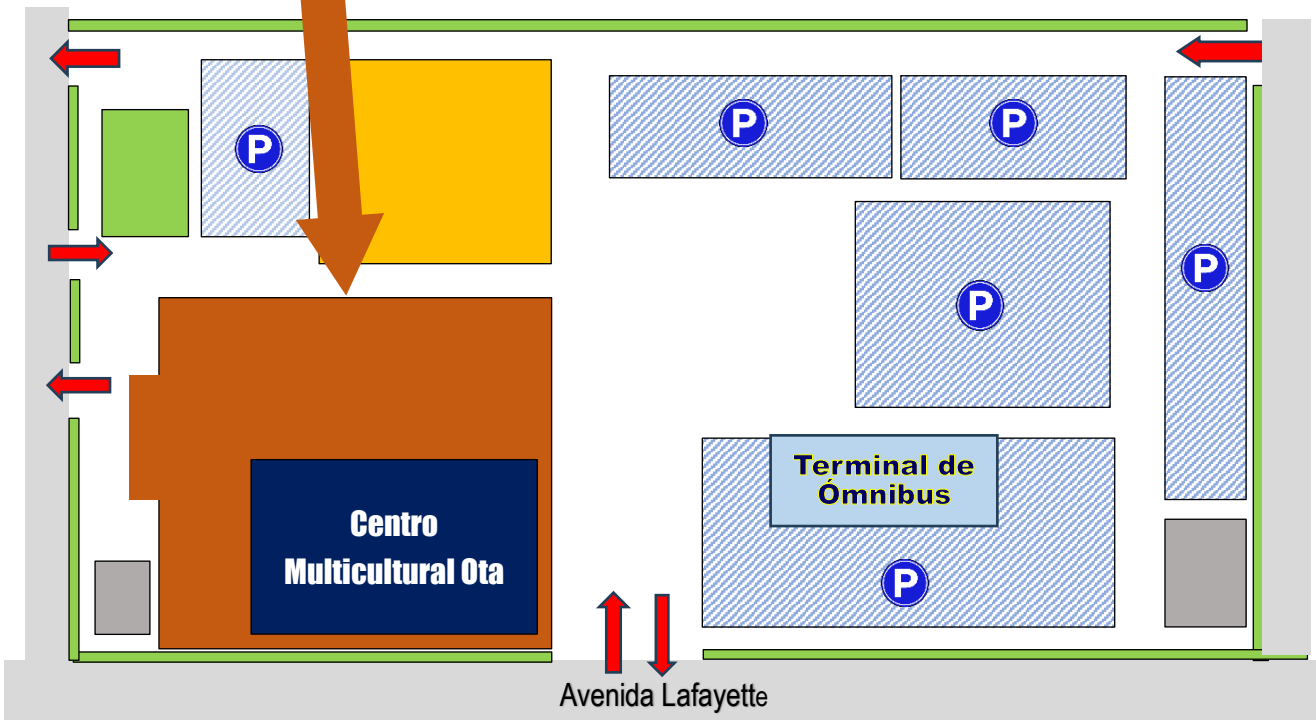 P
P
P
P
P
Terminal de
Ómnibus
Centro
Multicultural Ota
P
Avenida Lafayette